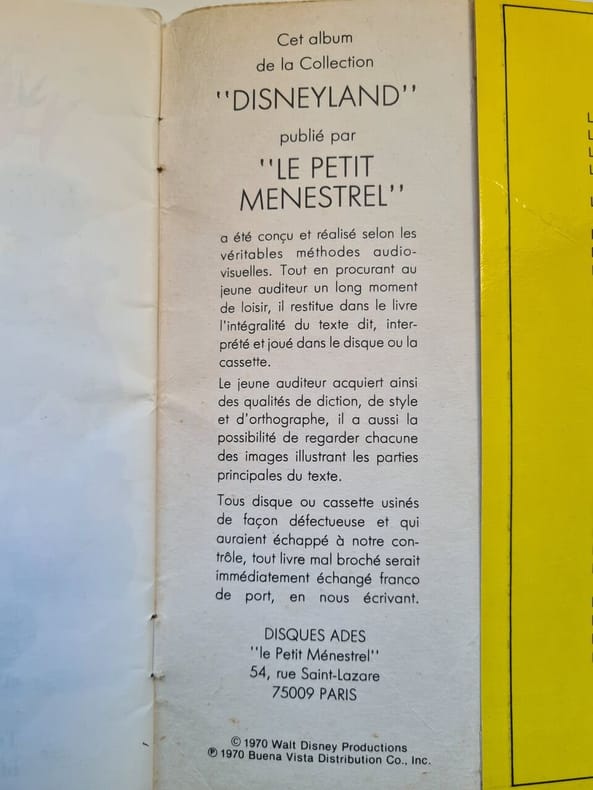 Cet album
de la Collection
''DISNEYLAND''
publié par
''LE PETIT
MENESTREL''
a été conçu et réalisé selon les
véritables méthodes audio-
visuelles. Tout en procurant au
jeune auditeur un long moment
de loisir, il restitue dans le livre
l'intégralité du texte dit, inter-
prété et joué dans le disque ou la
cassette.
Le jeune auditeur acquiert ainsi
des qualités de diction, de style
et d'orthographe, il a aussi la
possibilité de regarder chacune
des images illustrant les parties
principales du texte.
Tous disque ou cassette usinés
de façon défectueuse et qui
auraient échappé à notre con-
trôle, tout livre mal broché serait
immédiatement échangé franco
de port, en nous écrivant.
DISQUES ADES
''le Petit Ménestrel''
54, rue Saint-Lazare
75009 PARIS
© 1970 Walt Disney Productions
℗ 1970 Buena Vista Distribution Co., Inc.